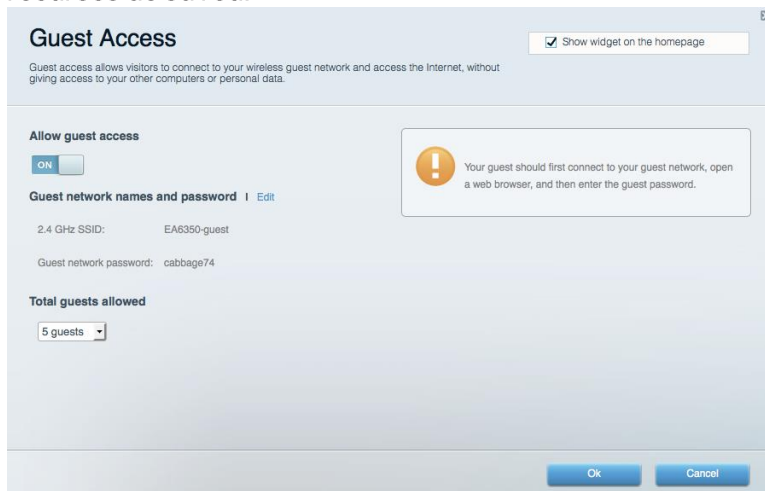 Guest Access
Show widget on the homepage
Guest access allows visitors to connect to your wireless guest network and access the Internet, without
giving access to your other computers or personal data.
Allow guest access
ON
Your guest should first connect to your guest network, open
a web browser, and then enter the guest password.
Guest network names and password | Edit
2.4 GHz SSID: EA6350-guest
Guest network password: cabbage74
Total guests allowed
5 guests
Ok Cancel